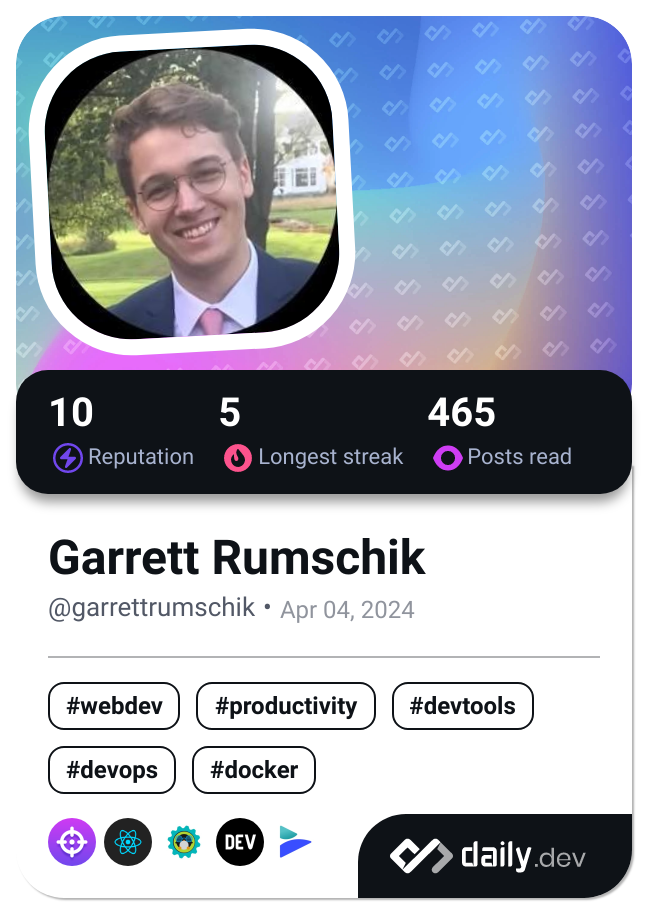 10 5 465
Reputation Longest streak Posts read
Garrett Rumschik
@garrettrumschik • Apr 04, 2024
#webdev #productivity #devtools
#devops #docker
DEV
daily.dev